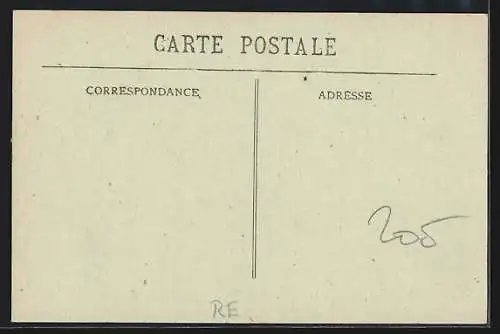 CARTE POSTALE
CORRESPONDANCE
ADRESSE
205
RE